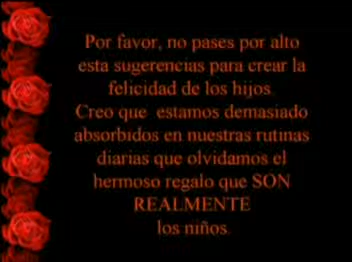 Por favor, no pases por alto
esta sugerencias para crear la
felicidad de los hijos
Creo que estamos demasiado
absorbidos en nuestras rutinas
diarias que olvidamos el
hermoso regalo que SON
REALMENTE
los niños